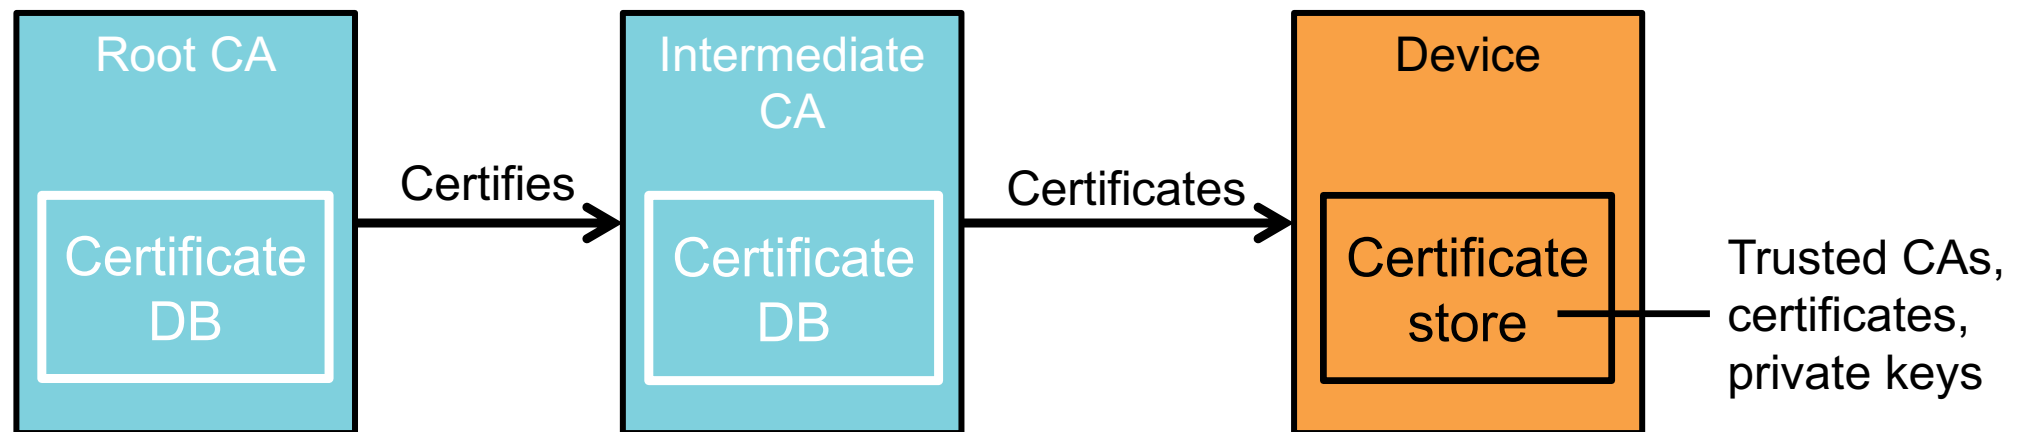 Root CA
Certificate
DB
Certifies
Intermediate
CA
Certificate
DB
Certificates
Device
Certificate
store
Trusted CAs,
certificates,
private keys